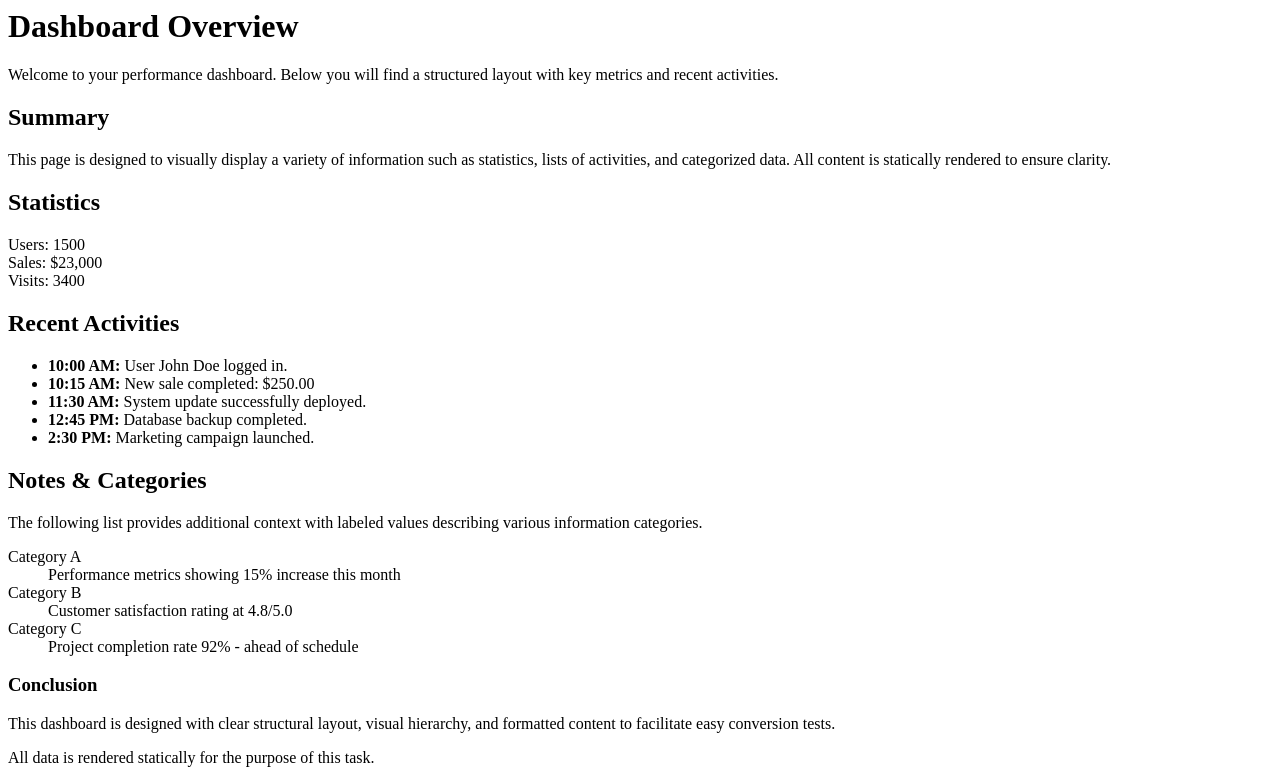 Dashboard Overview
Welcome to your performance dashboard. Below you will find a structured layout with key metrics and recent activities.
Summary
This page is designed to visually display a variety of information such as statistics, lists of activities, and categorized data. All content is statically rendered to ensure clarity.
Statistics
Users: 1500
Sales: $23,000
Visits: 3400
Recent Activities
10:00 AM: User John Doe logged in.
10:15 AM: New sale completed: $250.00
11:30 AM: System update successfully deployed.
12:45 PM: Database backup completed.
2:30 PM: Marketing campaign launched.
Notes & Categories
The following list provides additional context with labeled values describing various information categories.
Category A
Performance metrics showing 15% increase this month
Category B
Customer satisfaction rating at 4.8/5.0
Category C
Project completion rate 92% - ahead of schedule
Conclusion
This dashboard is designed with clear structural layout, visual hierarchy, and formatted content to facilitate easy conversion tests.
All data is rendered statically for the purpose of this task.